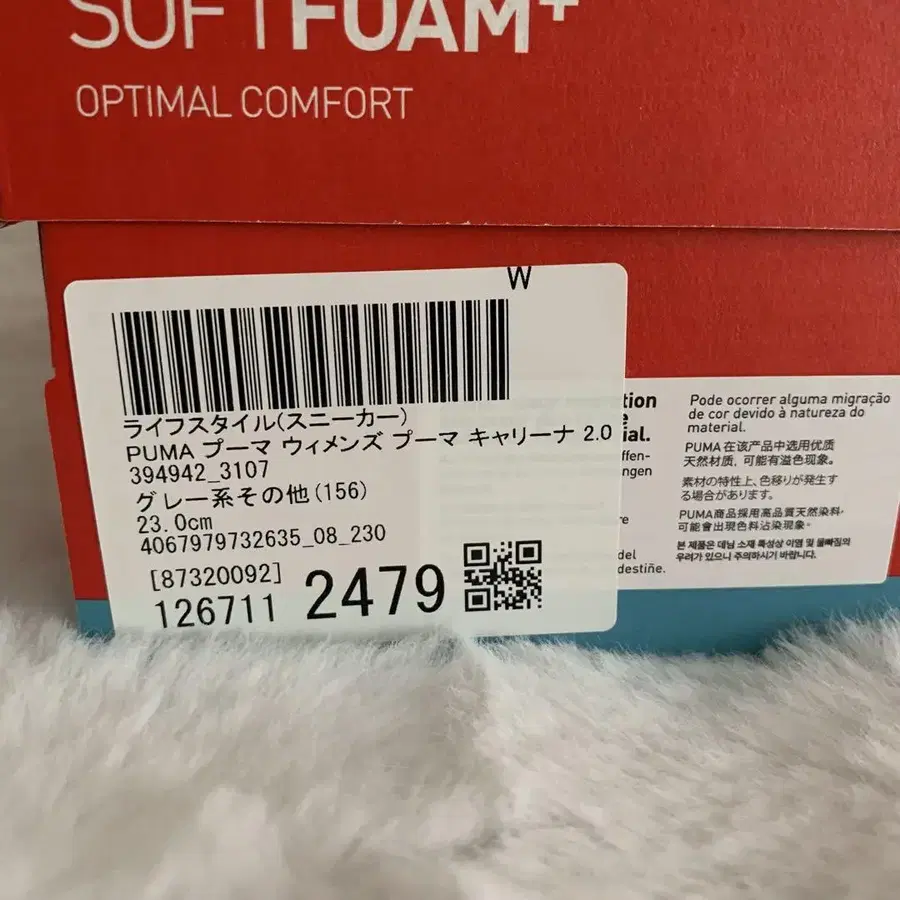 SOFTFOAM+
OPTIMAL COMFORT
W
ライフスタイル(スニーカー)
PUMA プーマ ウィメンズ プーマ キャリーナ 2.0
394942_3107
グレー系その他(156)
23.0cm
4067979732635_08_230
[87320092]
126711 2479
tion
e
ial.
ffen-
ngen
re
del
destiñe.
Pode ocorrer alguma migração
de cor devido à natureza do
material.
PUMA 在该产品中选用优质
天然材质，可能有溢色现象。
素材の特性上、色移りが発生す
る場合があります。
PUMA商品採用高品質天然染料，
可能會出現色料沾染現象。
본 제품은 데님 소재 특성상 이염 및 물빠짐의
우려가 있으니 주의하시기 바랍니다.